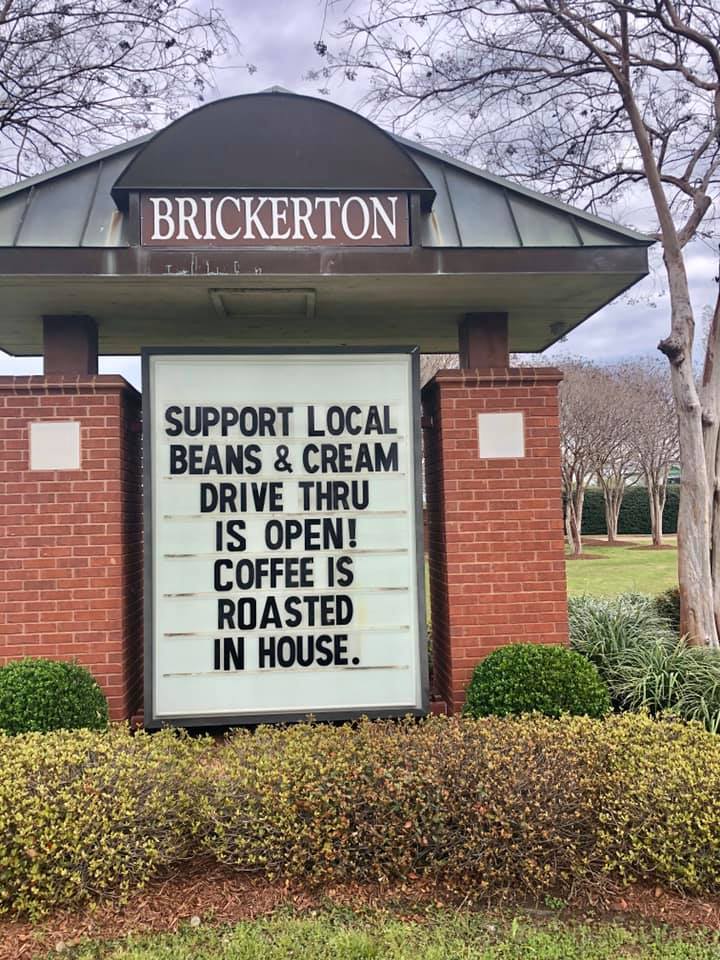 BRICKERTON
SUPPORT LOCAL
BEANS & CREAM
DRIVE THRU
IS OPEN!
COFFEE IS
ROASTED
IN HOUSE.